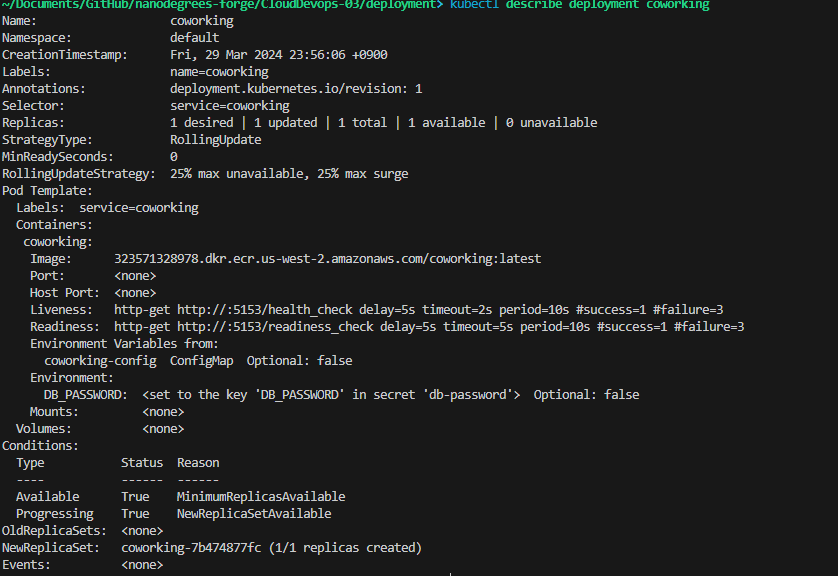 ~/Documents/GitHub/nanodegrees-forge/CloudDevops-03/deployment> kubectl describe deployment coworking
Name:                   coworking
Namespace:              default
CreationTimestamp:      Fri, 29 Mar 2024 23:56:06 +0900
Labels:                 name=coworking
Annotations:            deployment.kubernetes.io/revision: 1
Selector:               service=coworking
Replicas:               1 desired | 1 updated | 1 total | 1 available | 0 unavailable
StrategyType:           RollingUpdate
MinReadySeconds:        0
RollingUpdateStrategy:  25% max unavailable, 25% max surge
Pod Template:
  Labels:  service=coworking
  Containers:
   coworking:
    Image:      323571328978.dkr.ecr.us-west-2.amazonaws.com/coworking:latest
    Port:       <none>
    Host Port:  <none>
    Liveness:   http-get http://:5153/health_check delay=5s timeout=2s period=10s #success=1 #failure=3
    Readiness:  http-get http://:5153/readiness_check delay=5s timeout=5s period=10s #success=1 #failure=3
    Environment Variables from:
      coworking-config  ConfigMap  Optional: false
    Environment:
      DB_PASSWORD:  <set to the key 'DB_PASSWORD' in secret 'db-password'>  Optional: false
    Mounts:         <none>
  Volumes:          <none>
Conditions:
  Type           Status  Reason
  ----           ------  ------
  Available      True    MinimumReplicasAvailable
  Progressing    True    NewReplicaSetAvailable
OldReplicaSets:  <none>
NewReplicaSet:   coworking-7b474877fc (1/1 replicas created)
Events:          <none>